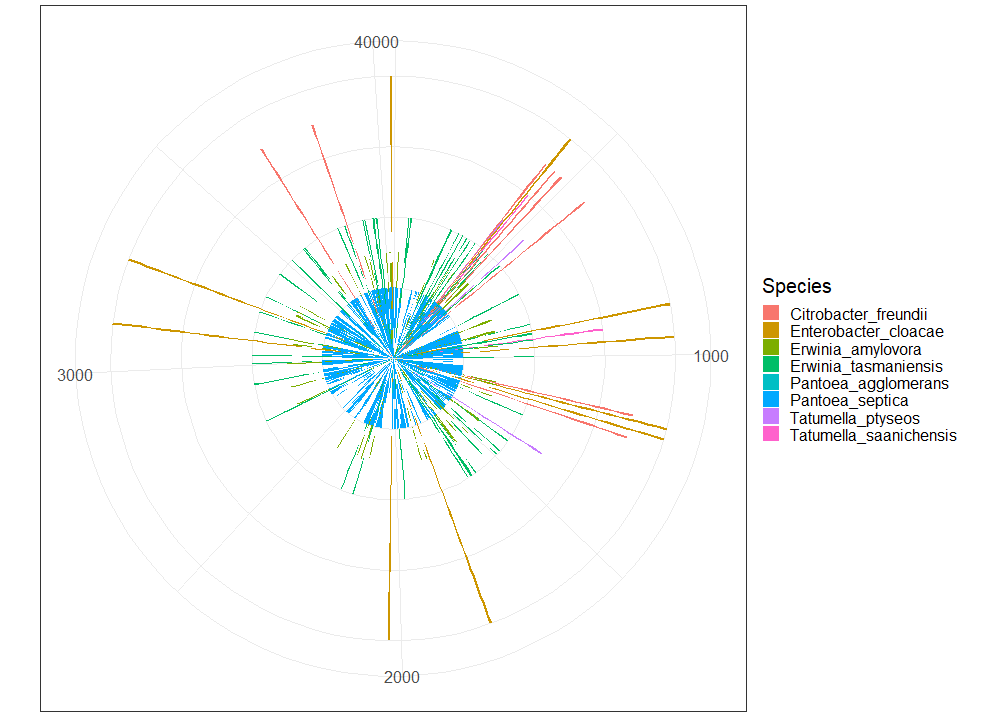 40000
1000
3000
2000
Species
Citrobacter_freundii
Enterobacter_cloacae
Erwinia_amylovora
Erwinia_tasmaniensis
Pantoea_agglomerans
Pantoea_septica
Tatumella_ptyseos
Tatumella_saanichensis